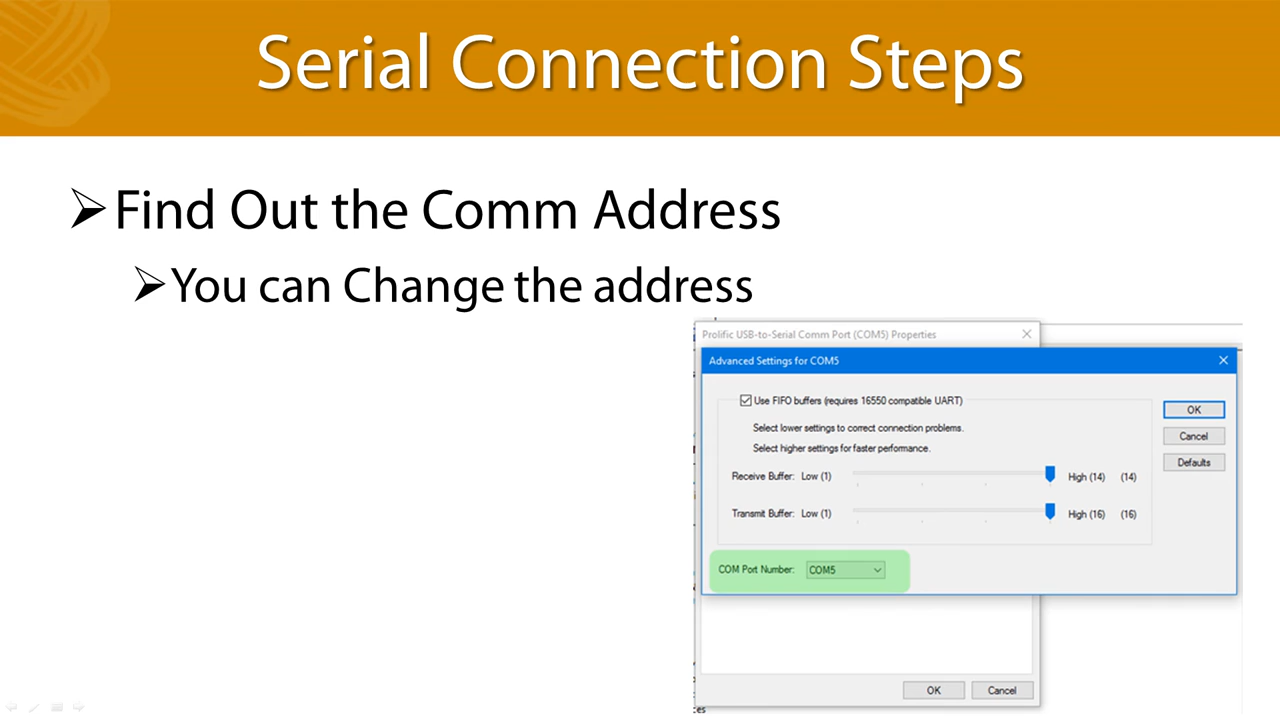 Serial Connection Steps
Find Out the Comm Address
You can Change the address
Prolific USB-to-Serial Comm Port (COM5) Properties
Advanced Settings for COM5
Use FIFO buffers (requires 16550 compatible UART)
OK
Select lower settings to correct connection problems.
Cancel
Select higher settings for faster performance.
Defaults
Receive Buffer: Low (1) High (14) (14)
Transmit Buffer: Low (1) High (16) (16)
COM Port Number: COM5
OK Cancel